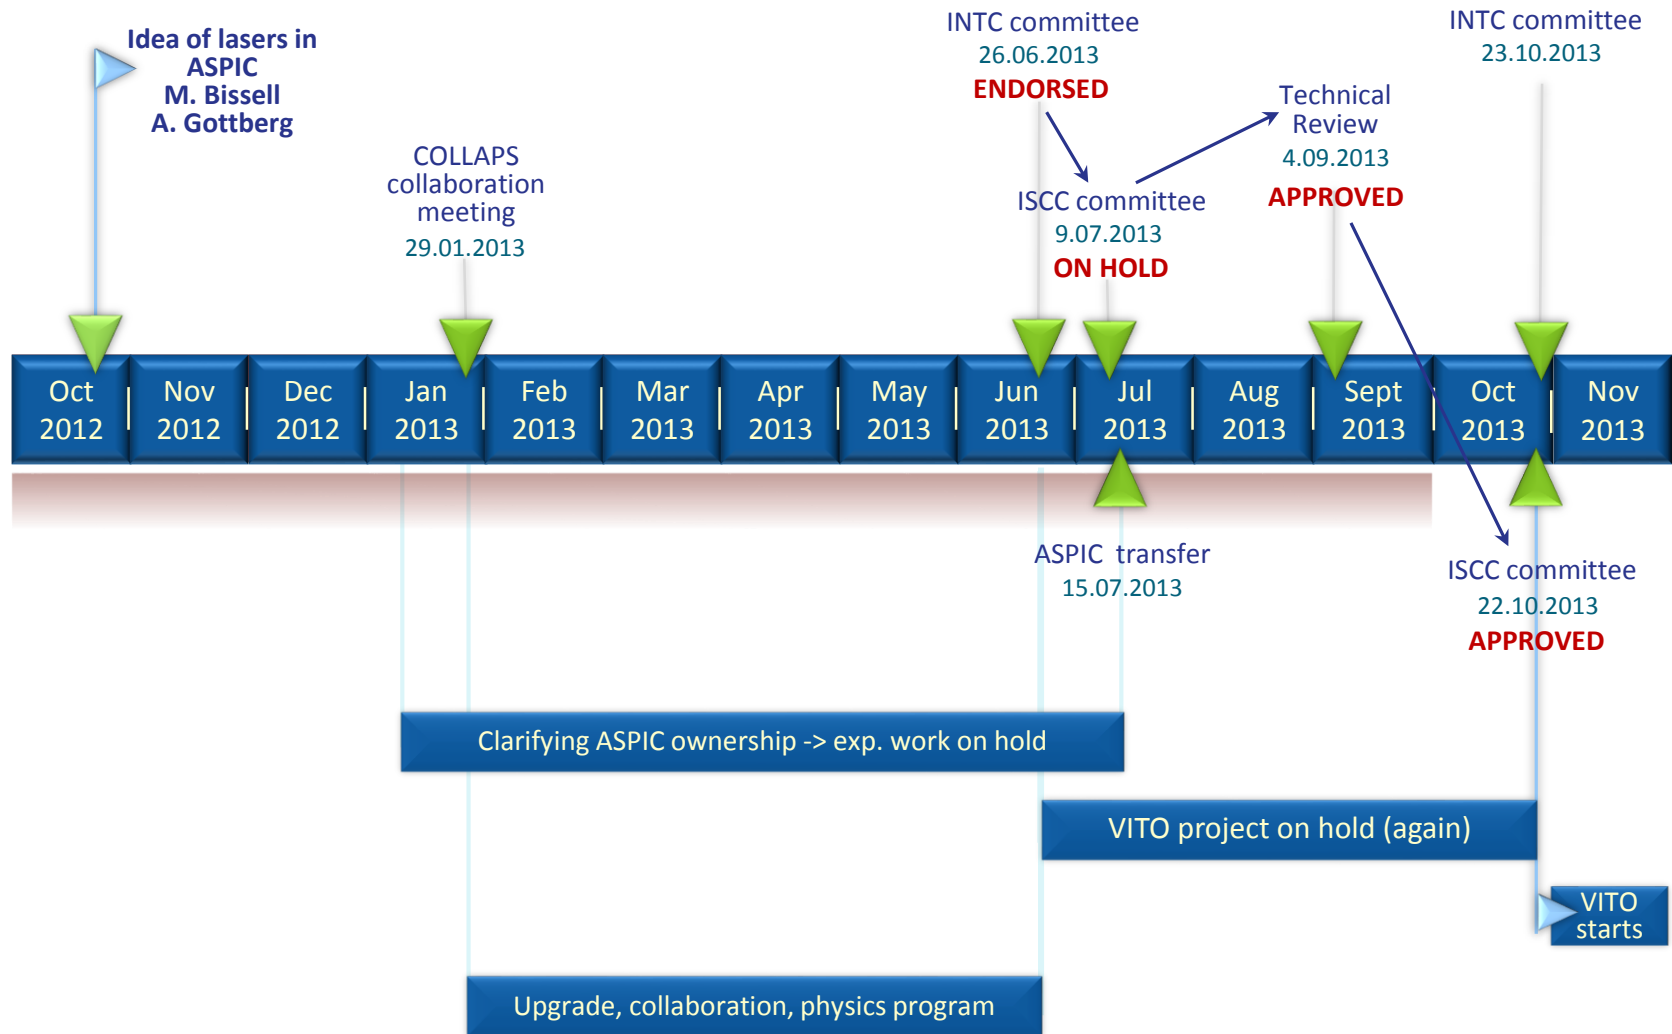 Idea of lasers in
ASPIC
M. Bissell
A. Gottberg
COLLAPS
collaboration
meeting
29.01.2013
INTC committee
26.06.2013
ENDORSED
ISCC committee
9.07.2013
ON HOLD
Technical
Review
4.09.2013
APPROVED
INTC committee
23.10.2013
Oct
2012
Nov
2012
Dec
2012
Jan
2013
Feb
2013
Mar
2013
Apr
2013
May
2013
Jun
2013
Jul
2013
Aug
2013
Sept
2013
Oct
2013
Nov
2013
ASPIC transfer
15.07.2013
ISCC committee
22.10.2013
APPROVED
Clarifying ASPIC ownership -> exp. work on hold
VITO project on hold (again)
VITO
starts
Upgrade, collaboration, physics program